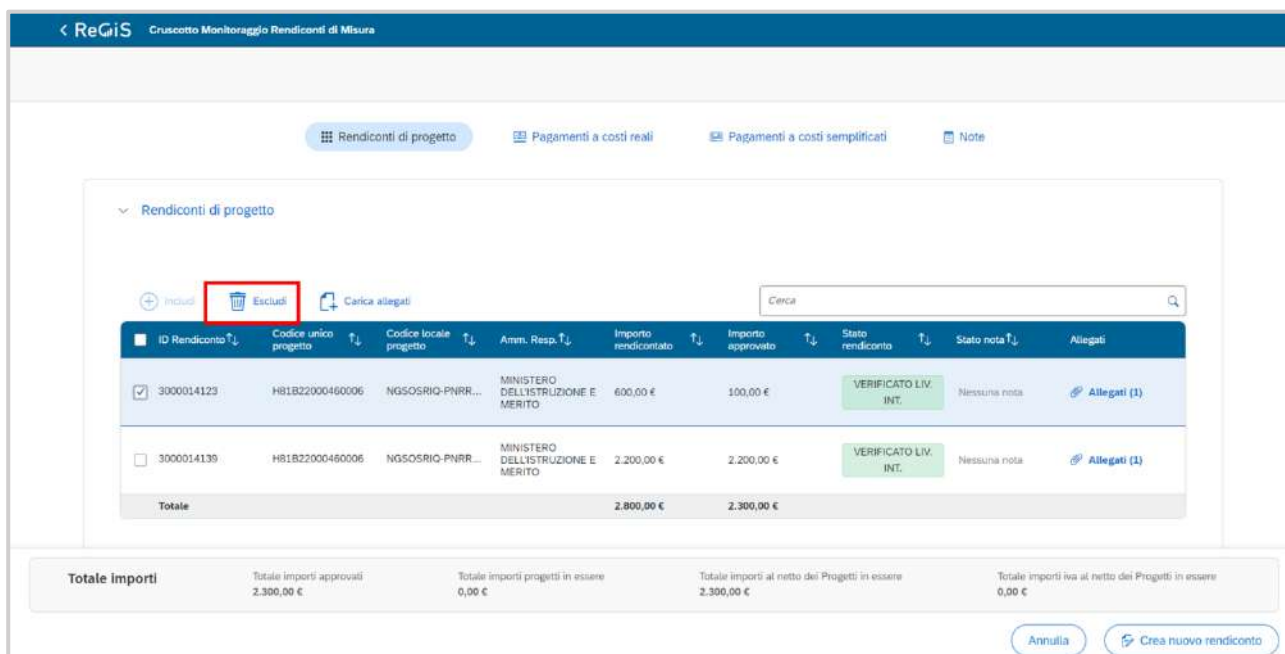 ReGiS Cruscotto Monitoraggio Rendiconti di Misura
Rendiconti di progetto Pagamenti a costi reali Pagamenti a costi semplificati Note
Rendiconti di progetto
Includi Escludi Carica allegati Cerca
ID Rendiconto Codice unico progetto Codice locale progetto Amm. Resp. Importo rendicontato Importo approvato Stato rendiconto Stato nota Allegati
3000014123 H81B22000460006 NGSOSRIQ-PNRR... MINISTERO DELL'ISTRUZIONE E MERITO 600,00 € 100,00 € VERIFICATO LIV. INT. Nessuna nota Allegati (1)
3000014139 H81B22000460006 NGSOSRIQ-PNRR... MINISTERO DELL'ISTRUZIONE E MERITO 2.200,00 € 2.200,00 € VERIFICATO LIV. INT. Nessuna nota Allegati (1)
Totale 2.800,00 € 2.300,00 €
Totale importi
Totale importi approvati Totale importi progetti in essere Totale importi al netto dei Progetti in essere Totale importi iva al netto dei Progetti in essere
2.300,00 € 0,00 € 2.300,00 € 0,00 €
Annulla Crea nuovo rendiconto